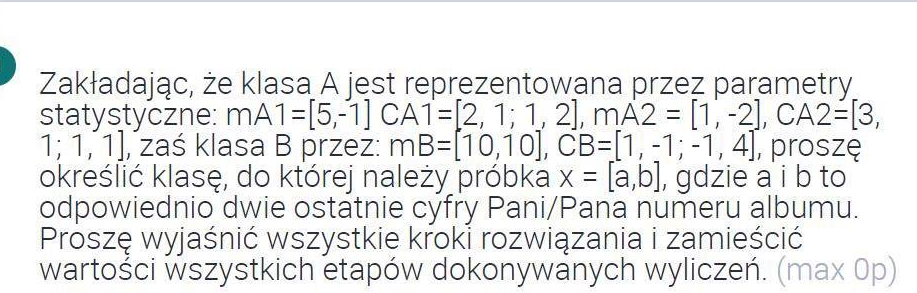 Zakładając, że klasa A jest reprezentowana przez parametry
statystyczne: mA1=[5,-1] CA1=[2, 1; 1, 2], mA2 = [1, -2], CA2=[3,
1; 1, 1], zaś klasa B przez: mB=[10,10], CB=[1, -1; -1, 4], proszę
określić klasę, do której należy próbka x = [a,b], gdzie a i b to
odpowiednio dwie ostatnie cyfry Pani/Pana numeru albumu.
Proszę wyjaśnić wszystkie kroki rozwiązania i zamieścić
wartości wszystkich etapów dokonywanych wyliczeń. (max 0p)